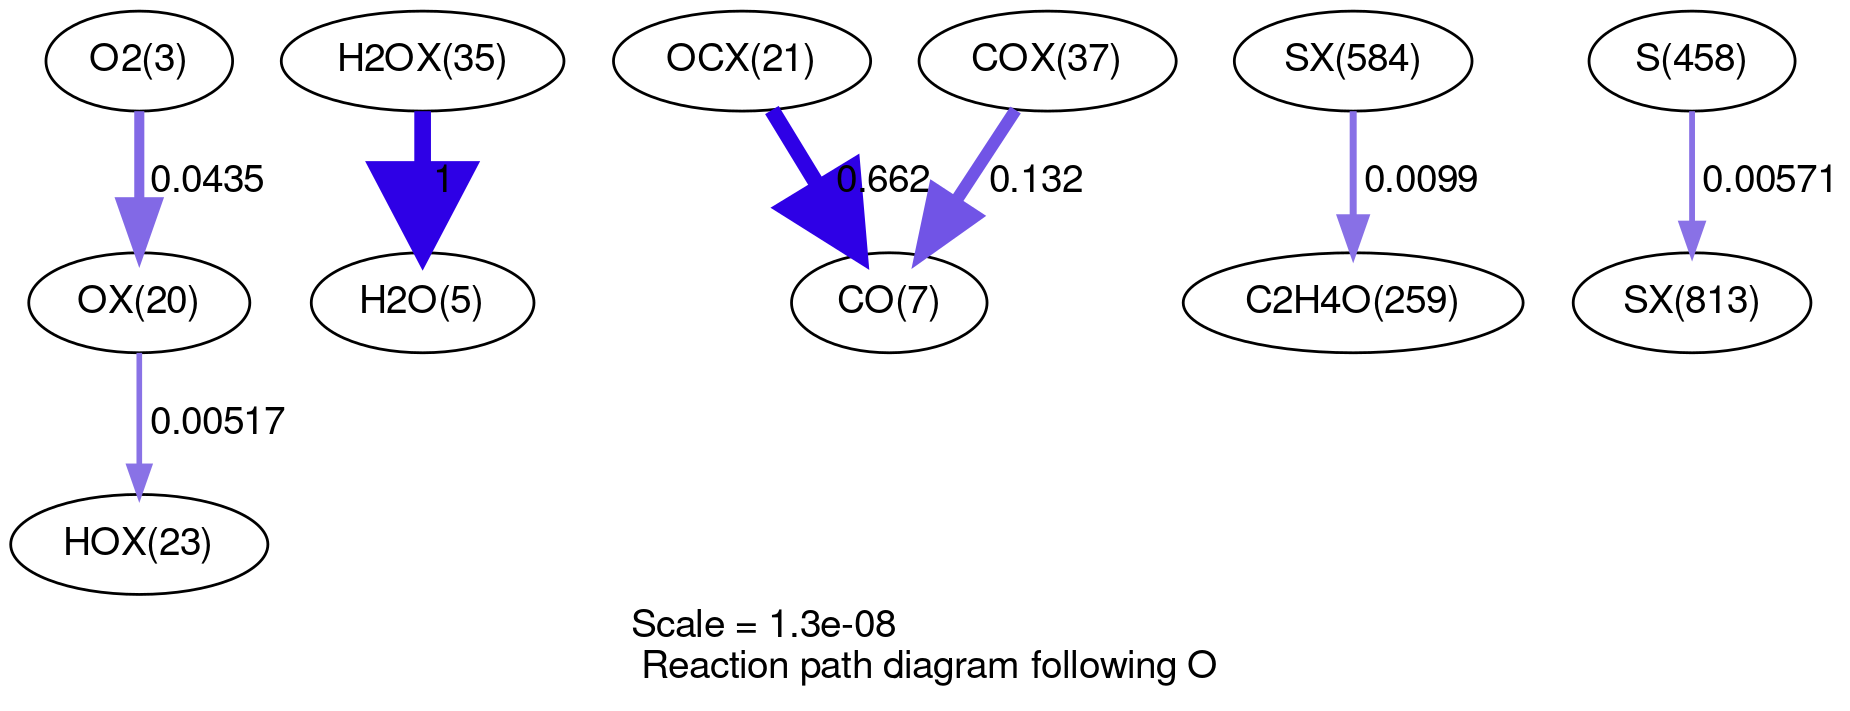 O2(3)
H2OX(35)
OCX(21)
COX(37)
SX(584)
S(458)
0.0435
1
0.662
0.132
0.0099
0.00571
OX(20)
H2O(5)
CO(7)
C2H4O(259)
SX(813)
0.00517
HOX(23)
Scale = 1.3e-08
Reaction path diagram following O